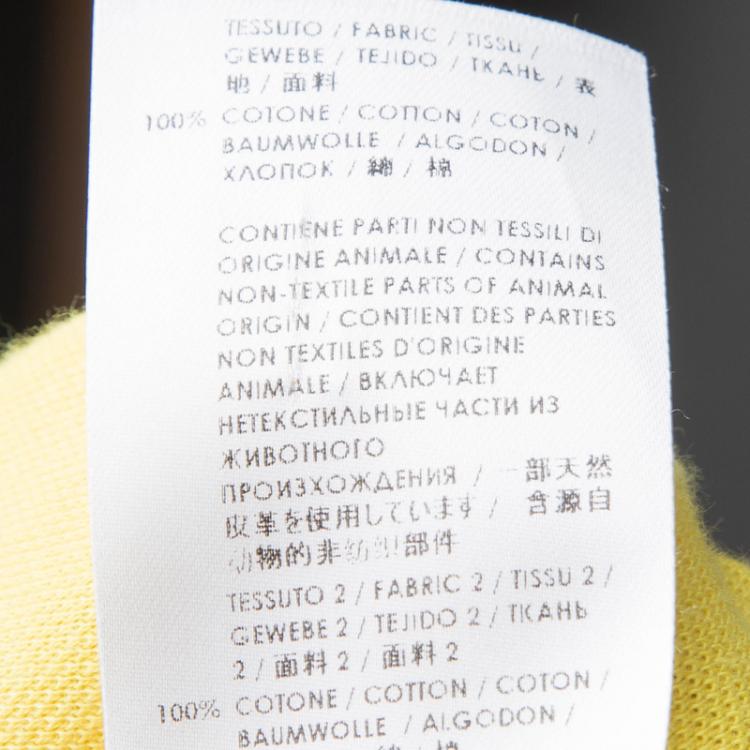 TESSUTO / FABRIC / TISSU /
GEWEBE / TEJIDO / ТКАНЬ / 表
地 / 面料
100% COTONE / COTTON / COTON /
BAUMWOLLE / ALGODON /
ХЛОПОК / 綿 / 棉
CONTIENE PARTI NON TESSILI DI
ORIGINE ANIMALE / CONTAINS
NON-TEXTILE PARTS OF ANIMAL
ORIGIN / CONTIENT DES PARTIES
NON TEXTILES D'ORIGINE
ANIMALE / ВКЛЮЧАЕТ
НЕТЕКСТИЛЬНЫЕ ЧАСТИ ИЗ
ЖИВОТНОГО
ПРОИЗХОЖДЕНИЯ / 一部天然
皮革を使用しています / 含源自
动物的非纺织部件
TESSUTO 2 / FABRIC 2 / TISSU 2 /
GEWEBE 2 / TEJIDO 2 / ТКАНЬ
2 / 面料 2 / 面料 2
100% COTONE / COTTON / COTON /
BAUMWOLLE / ALGODON /